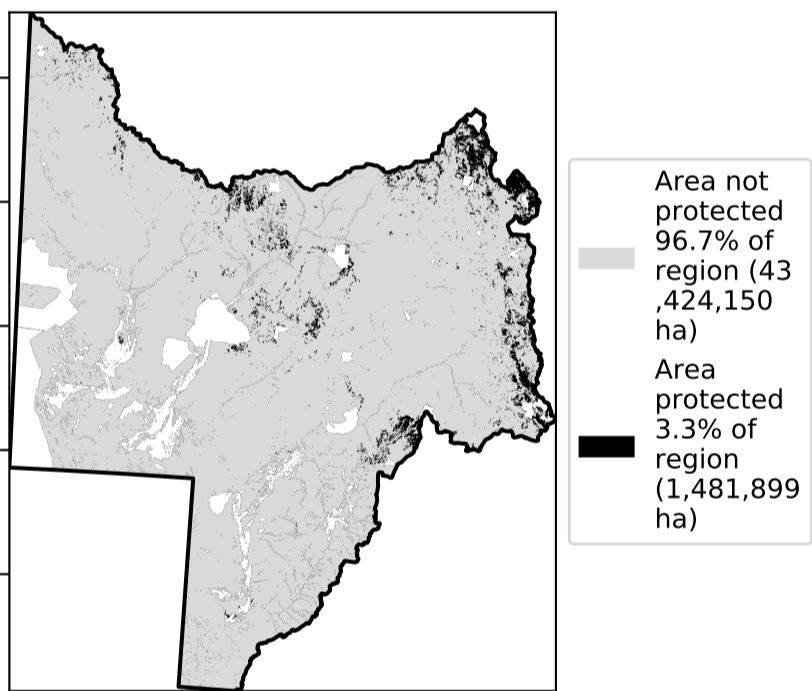 Area not
protected
96.7% of
region (43
,424,150
ha)
Area
protected
3.3% of
region
(1,481,899
ha)